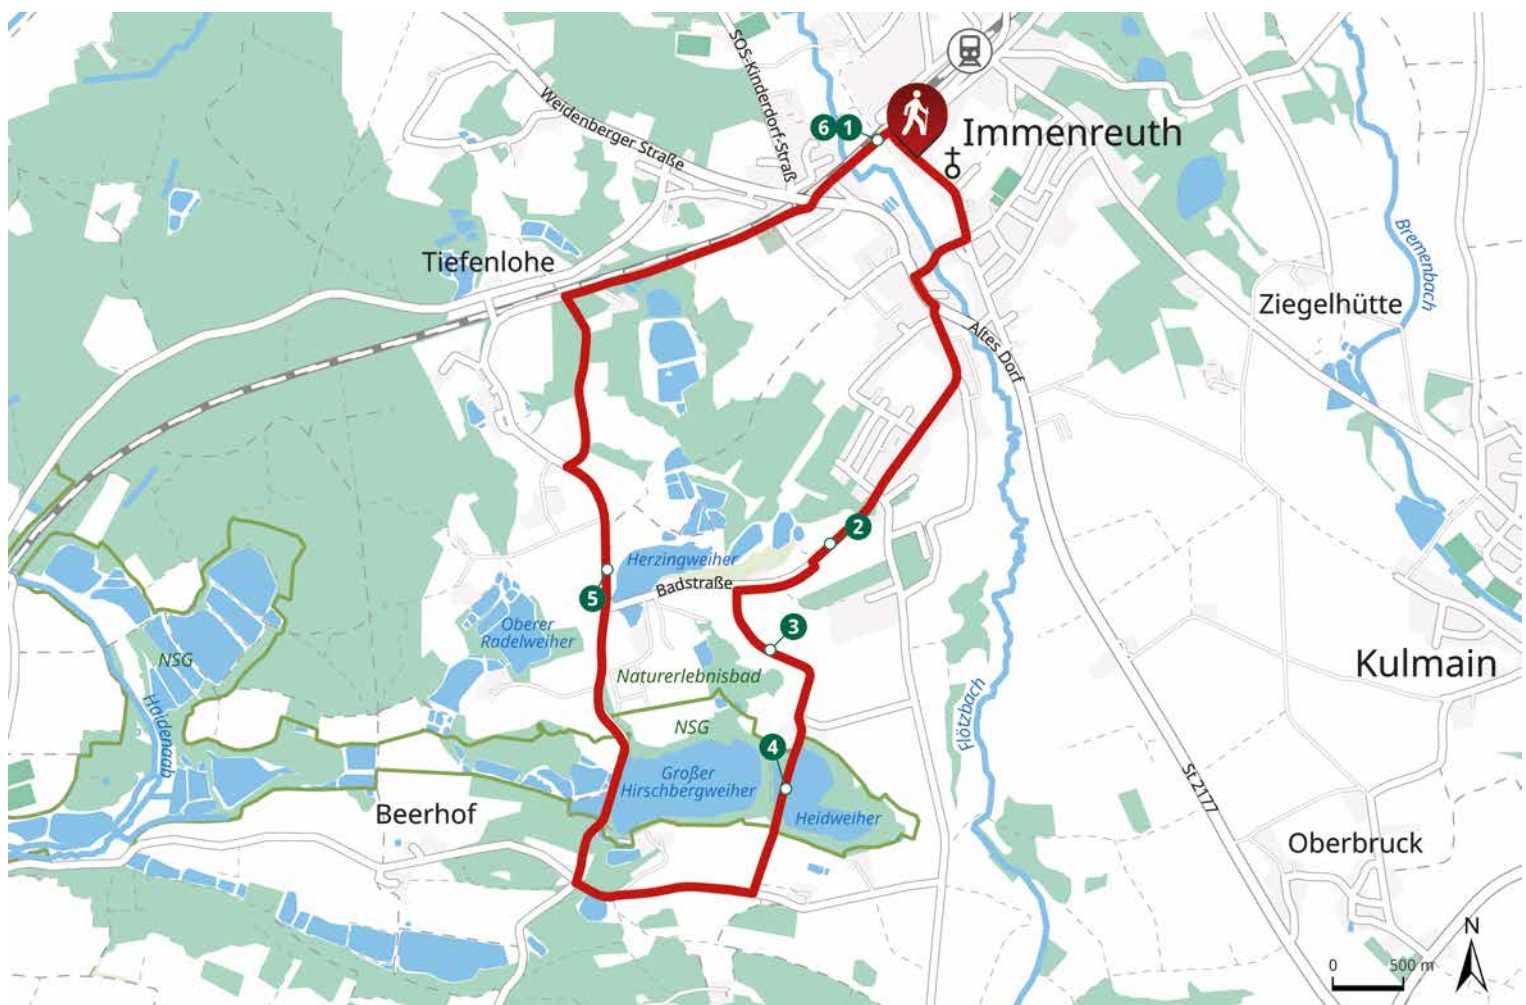 SOS-Kinderdorf-Straß
Weidenberger Straße
6 1
Immenreuth
Bremenbach
Tiefenlohe
Ziegelhütte
Altes Dorf
2
Herzingweiher
Badstraße
5
Oberer
Radelweiher
3
NSG
Kulmain
Naturerlebnisbad
Haidenaab
NSG
Flötzbach
4
Großer
Hirschbergweiher
St 2177
Beerhof
Heidweiher
Oberbruck
N
0 500 m